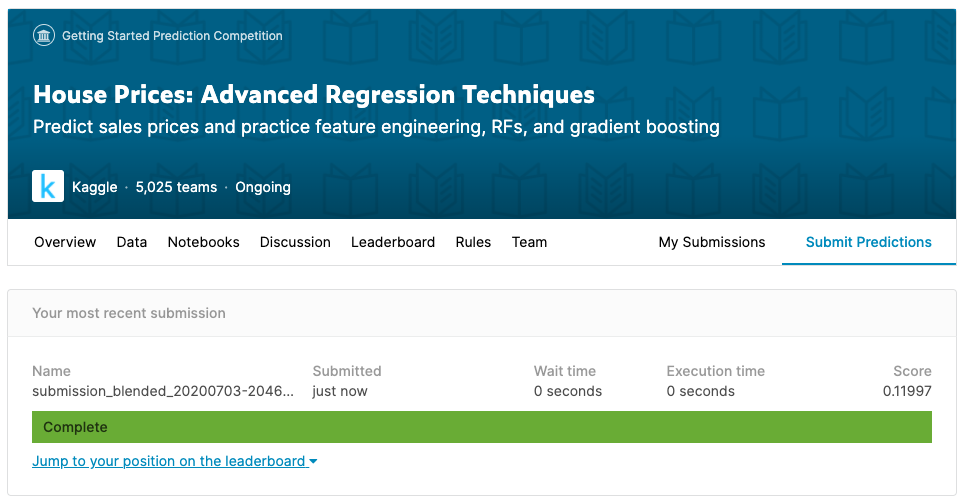 Getting Started Prediction Competition
House Prices: Advanced Regression Techniques
Predict sales prices and practice feature engineering, RFs, and gradient boosting
k Kaggle · 5,025 teams · Ongoing
Overview Data Notebooks Discussion Leaderboard Rules Team My Submissions Submit Predictions
Your most recent submission
Name Submitted Wait time Execution time Score
submission_blended_20200703-2046... just now 0 seconds 0 seconds 0.11997
Complete
Jump to your position on the leaderboard